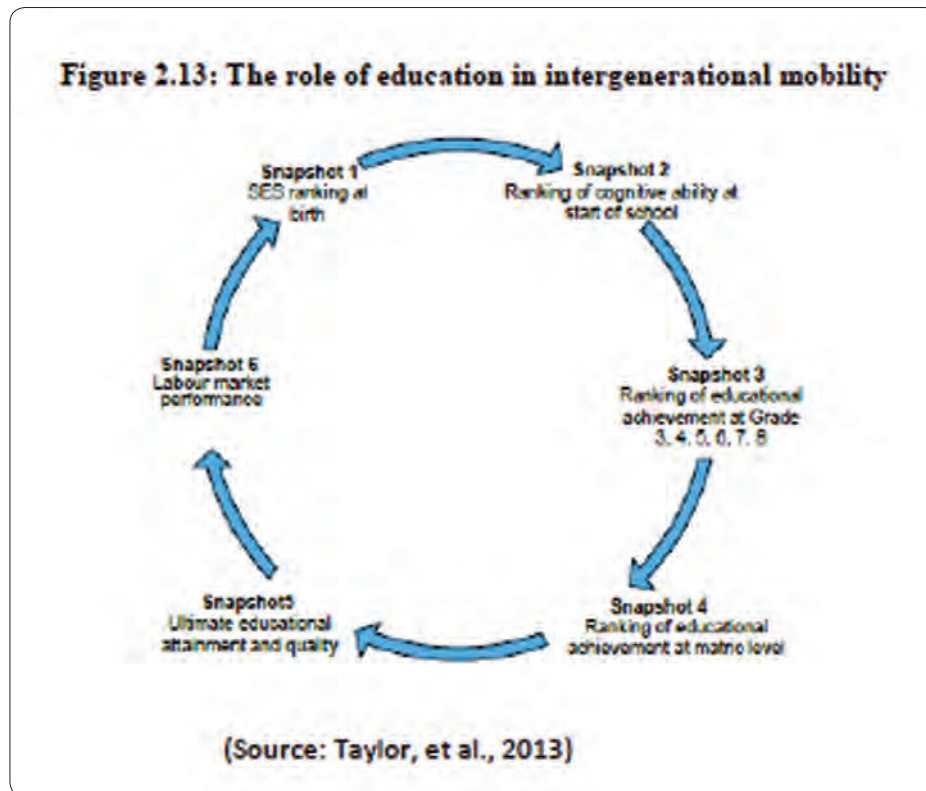 Figure 2.13: The role of education in intergenerational mobility
Snapshot 1
SES ranking at
birth
Snapshot 2
Ranking of cognitive ability at
start of school
Snapshot 3
Ranking of educational
achievement at Grade
3, 4, 5, 6, 7, 8
Snapshot 4
Ranking of educational
achievement at matric level
Snapshot5
Ultimate educational
attainment and quality
Snapshot 6
Labour market
performance
(Source: Taylor, et al., 2013)